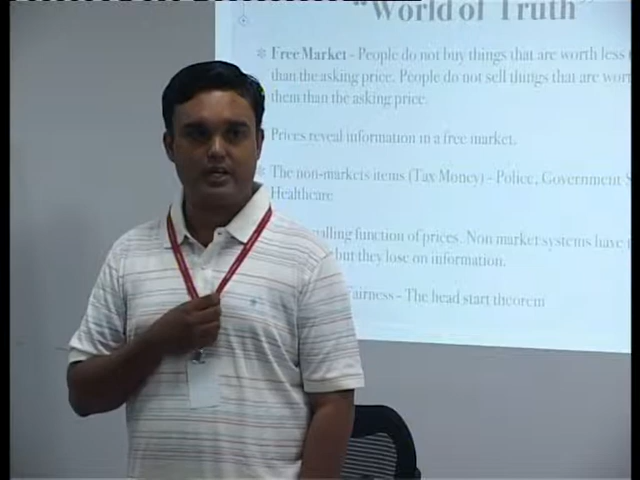 "World of Truth"
* Free Market - People do not buy things that are worth less
than the asking price. People do not sell things that are
them than the asking price.
Prices reveal information in a free market.
* The non-markets items (Tax Money) - Police, Government
Healthcare
function of prices. Non market systems have
but they lose on information.
Fairness - The head start theorem